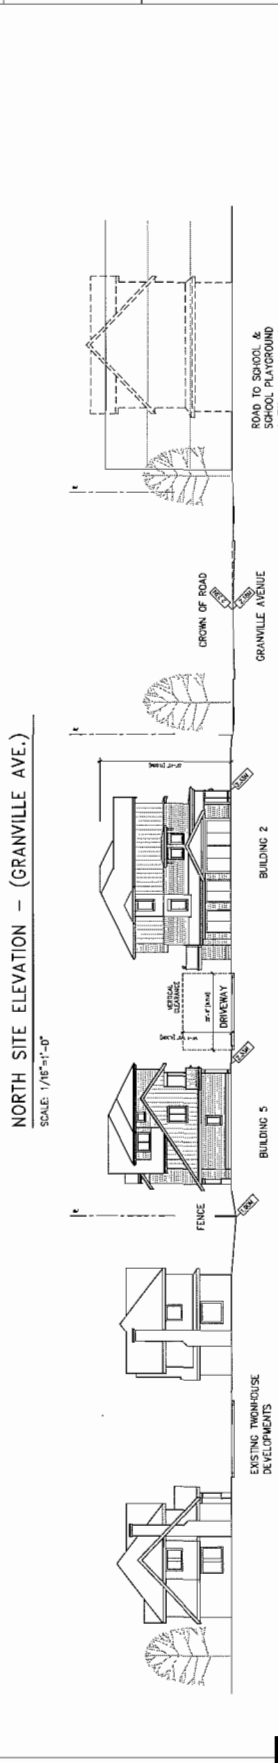 NORTH SITE ELEVATION – (GRANVILLE AVE.)
SCALE: 1/16"=1'-0"
EXISTING TWONHOUSE
DEVELOPMENTS
FENCE
BUILDING 5
VERTICAL
CLEARANCE
DRIVEWAY
BUILDING 2
CROWN OF ROAD
GRANVILLE AVENUE
ROAD TO SCHOOL &
SCHOOL PLAYGROUND